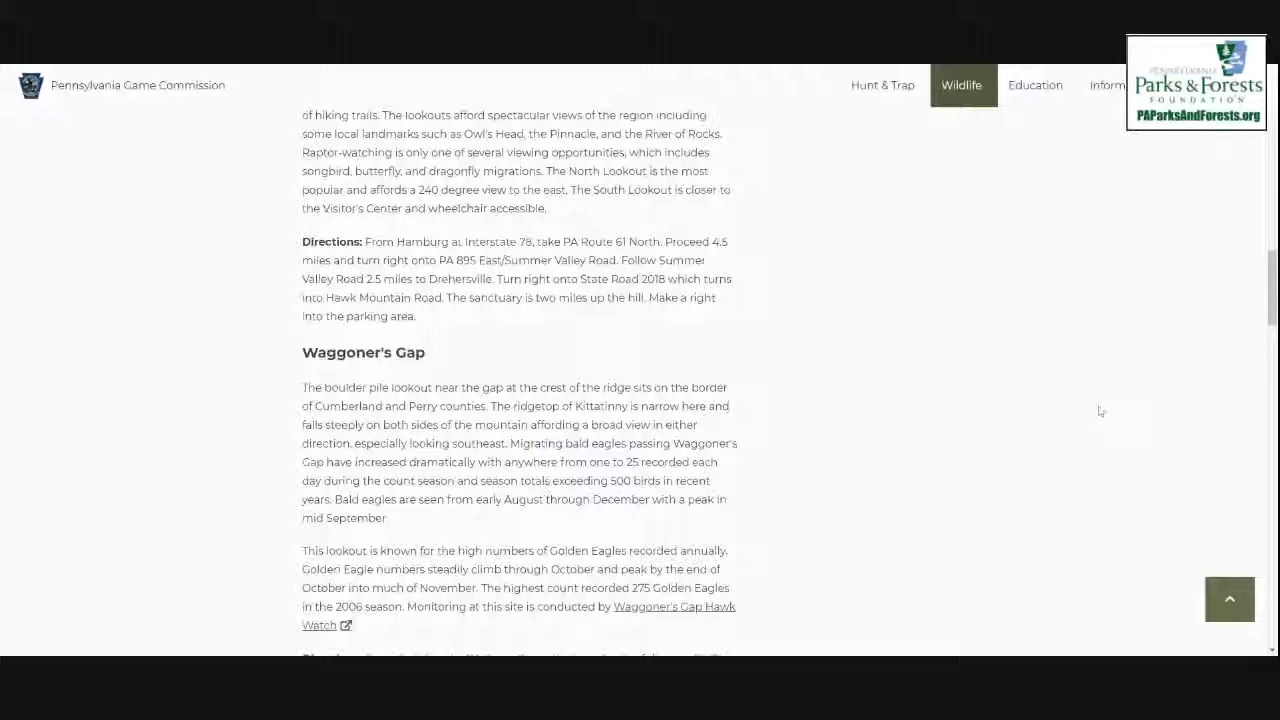 Pennsylvania Game Commission
Hunt & Trap
Wildlife
Education
Inform
PENNSYLVANIA
Parks & Forests
FOUNDATION
PAParksAndForests.org
of hiking trails. The lookouts afford spectacular views of the region including
some local landmarks such as Owl's Head, the Pinnacle, and the River of Rocks.
Raptor-watching is only one of several viewing opportunities, which includes
songbird, butterfly, and dragonfly migrations. The North Lookout is the most
popular and affords a 240 degree view to the east. The South Lookout is closer to
the Visitor's Center and wheelchair accessible.
Directions: From Hamburg at Interstate 78, take PA Route 61 North. Proceed 4.5
miles and turn right onto PA 895 East/Summer Valley Road. Follow Summer
Valley Road 2.5 miles to Drehersville. Turn right onto State Road 2018 which turns
into Hawk Mountain Road. The sanctuary is two miles up the hill. Make a right
into the parking area.
Waggoner's Gap
The boulder pile lookout near the gap at the crest of the ridge sits on the border
of Cumberland and Perry counties. The ridgetop of Kittatinny is narrow here and
falls steeply on both sides of the mountain affording a broad view in either
direction, especially looking southeast. Migrating bald eagles passing Waggoner's
Gap have increased dramatically with anywhere from one to 25 recorded each
day during the count season and season totals exceeding 500 birds in recent
years. Bald eagles are seen from early August through December with a peak in
mid September
This lookout is known for the high numbers of Golden Eagles recorded annually.
Golden Eagle numbers steadily climb through October and peak by the end of
October into much of November. The highest count recorded 275 Golden Eagles
in the 2006 season. Monitoring at this site is conducted by Waggoner's Gap Hawk
Watch